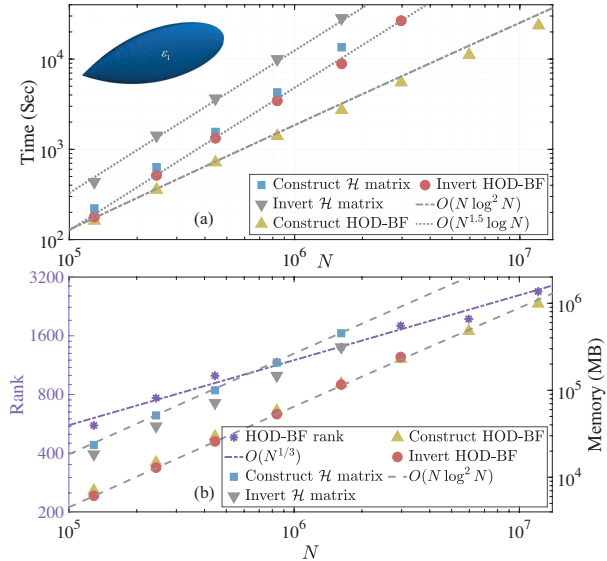 10^4
10^3
10^2
Time (Sec)
ε_1
Construct ℋ matrix
Invert HOD-BF
Invert ℋ matrix
O(N log^2 N)
Construct HOD-BF
O(N^{1.5} log N)
(a)
10^5
10^6
10^7
N
3200
1600
800
400
200
Rank
10^6
10^5
10^4
Memory (MB)
HOD-BF rank
Construct HOD-BF
O(N^{1/3})
Invert HOD-BF
Construct ℋ matrix
O(N log^2 N)
Invert ℋ matrix
(b)
10^5
10^6
10^7
N